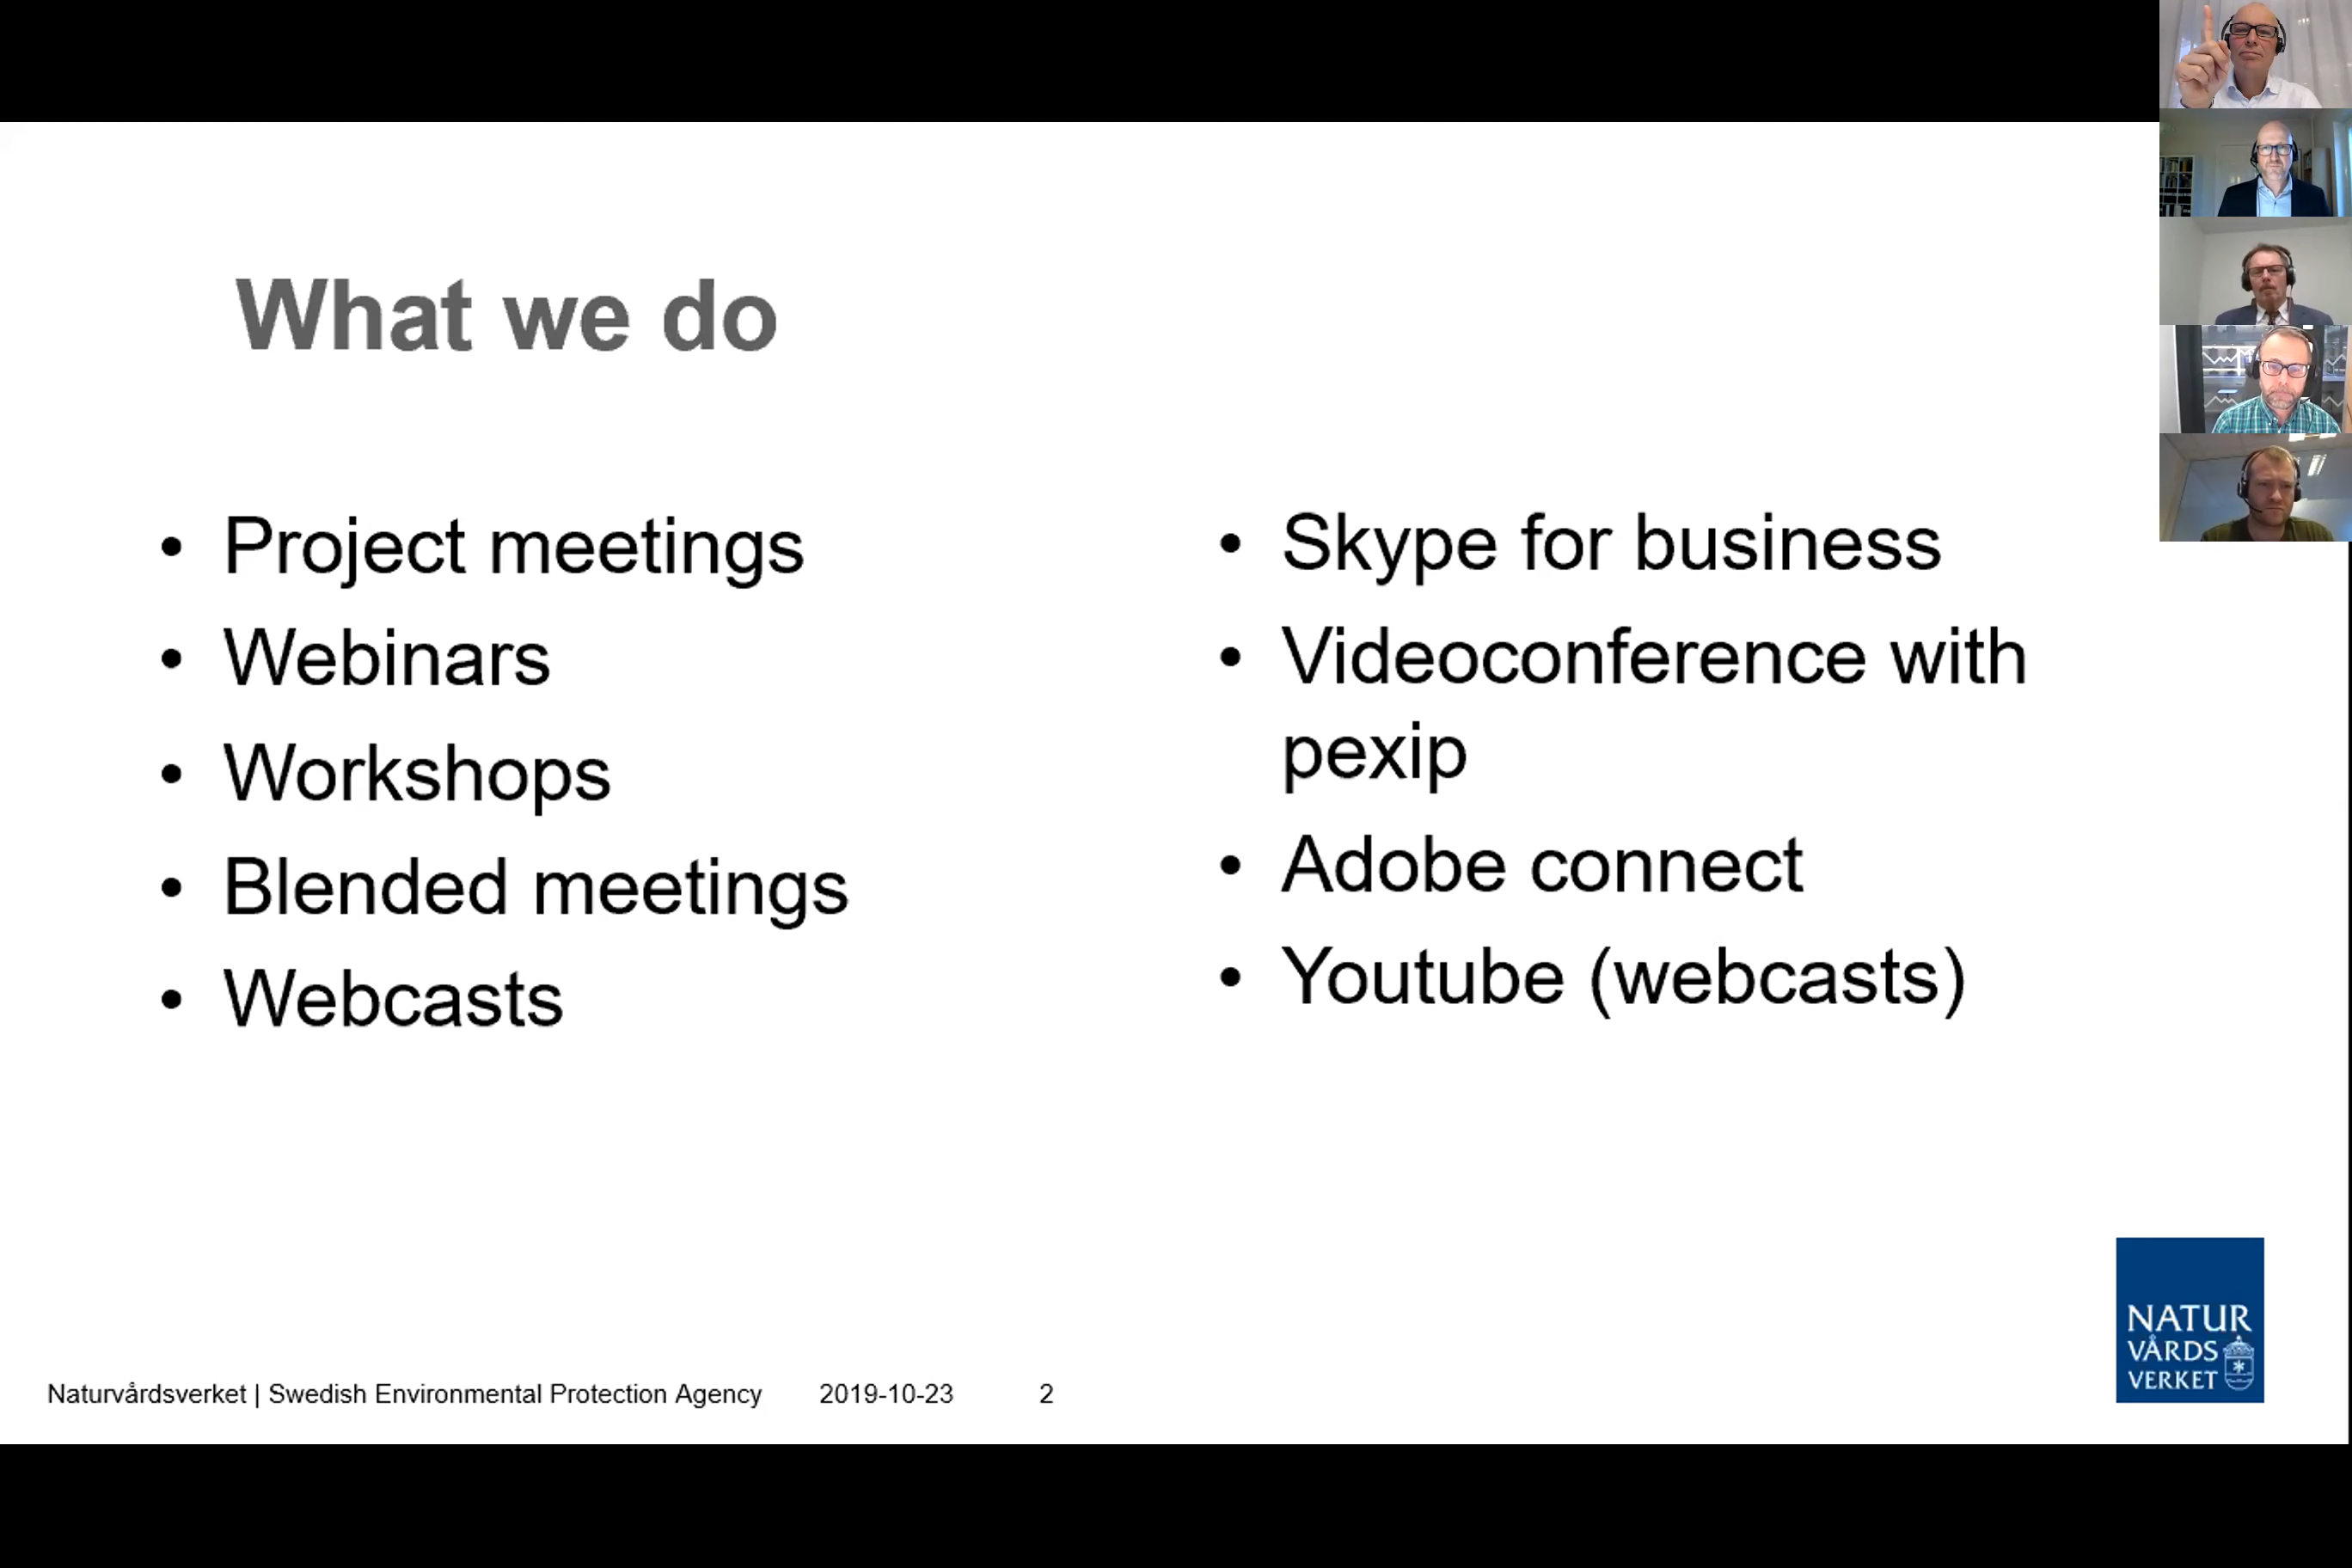 What we do
Project meetings
Webinars
Workshops
Blended meetings
Webcasts
Skype for business
Videoconference with
pexip
Adobe connect
Youtube (webcasts)
Naturvårdsverket | Swedish Environmental Protection Agency 2019-10-23 2
NATUR
VÅRDS
VERKET